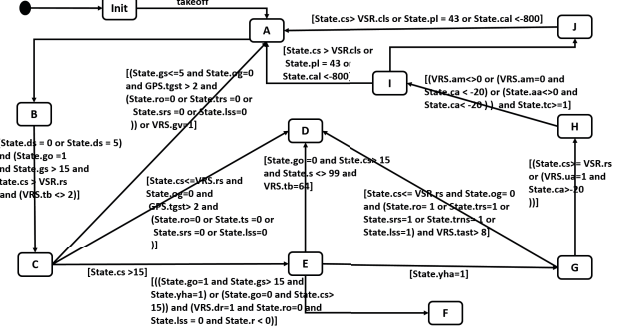 Init
takeoff
A
[State.cs> VSR.cls or State.pl = 43 or State.cal <-800]
J
[State.cs > VSR.cls or
State.pl = 43 or
State.cal <-800]
I
[(State.gs<=5 and State.og=0
and GPS.tgst > 2 and
(State.ro=0 or State.trs =0 or
State.srs =0 or State.lss=0
)) or VRS.gv=1]
[(VRS.am<>0 or (VRS.am=0 and
State.ca < -20) or (State.aa<>0 and
State.ca< -20 ) ) and State.tc>=1]
B
D
H
State.ds = 0 or State.ds = 5)
and (State.go =1
and State.gs > 15 and
State.cs > VSR.rs
and (VRS.tb <> 2)]
[State.go =0 and State.cs> 15
and State.s <> 99 and
VRS.tb=64]
[(State.cs>= VSR.rs
or (VRS.ua=1 and
State.ca>-20
))]
[State.cs<=VRS.rs and
State.og=0 and
GPS.tgst> 2 and
(State.ro=0 or State.ts =0 or
State.srs =0 or State.lss=0
)]
[State.cs<= VSR.rs and State.og= 0
and (State.ro= 1 or State.trs=1 or
State.srs=1 or State.trns= 1 or
State.lss=1) and VRS.tast> 8]
C
[State.cs >15]
E
[State.yha=1]
G
[((State.go=1 and State.gs> 15 and
State.yha=1) or (State.go=0 and State.cs>
15)) and (VRS.dr=1 and State.ro=0 and
State.lss = 0 and State.r < 0)]
F